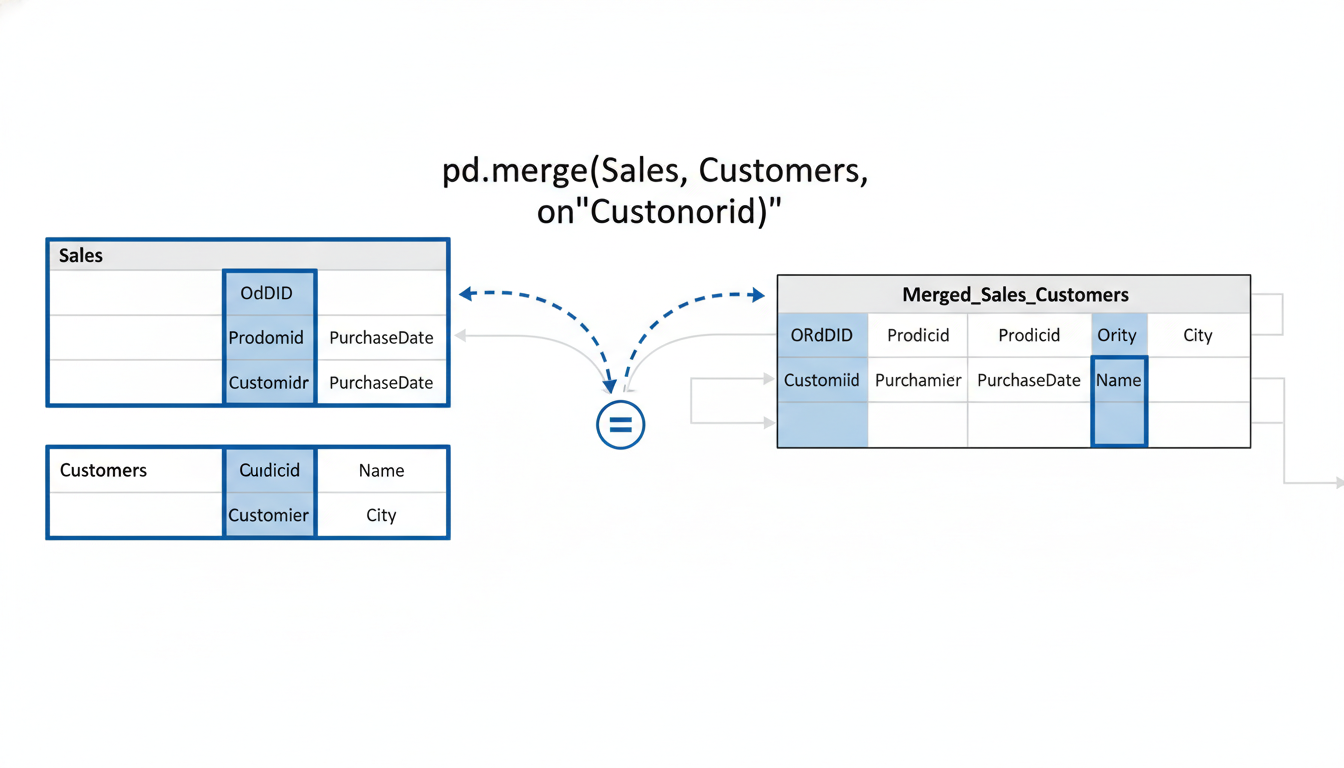 pd.merge(Sales, Customers,
on"Custonorid)"
Sales
OdDID
Prodomid PurchaseDate
Customidr PurchaseDate
Customers Cuıdicid Name
Customier City
=
Merged_Sales_Customers
ORdDID Prodicid Prodicid Ority City
Customiid Purchamier PurchaseDate Name